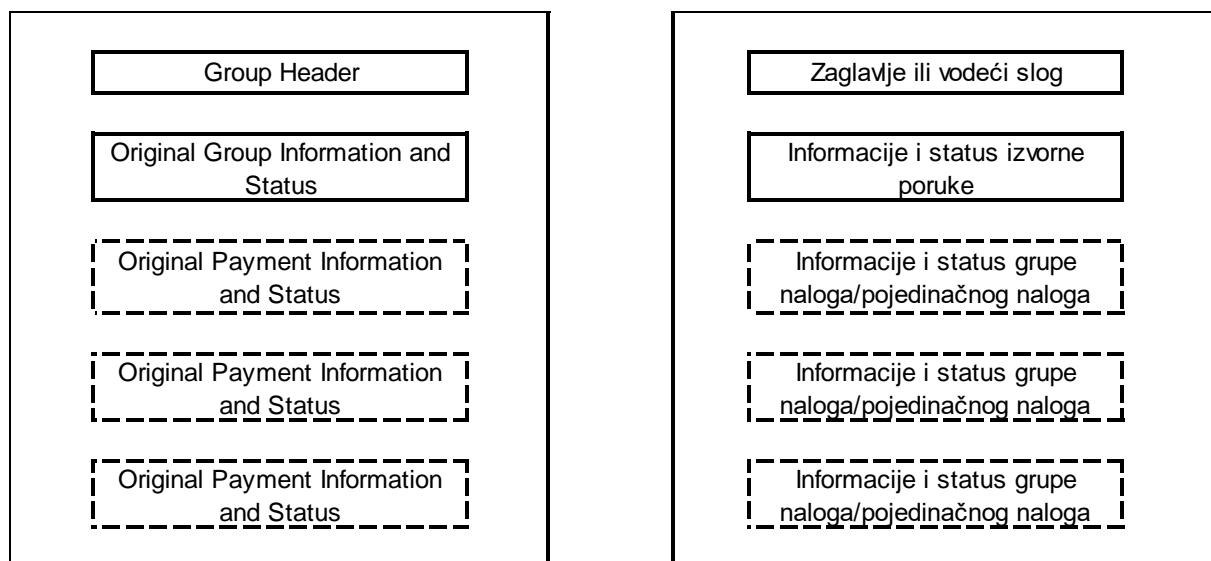 Group Header
Original Group Information and
Status
Original Payment Information
and Status
Original Payment Information
and Status
Original Payment Information
and Status
Zaglavlje ili vodeći slog
Informacije i status izvorne
poruke
Informacije i status grupe
naloga/pojedinačnog naloga
Informacije i status grupe
naloga/pojedinačnog naloga
Informacije i status grupe
naloga/pojedinačnog naloga